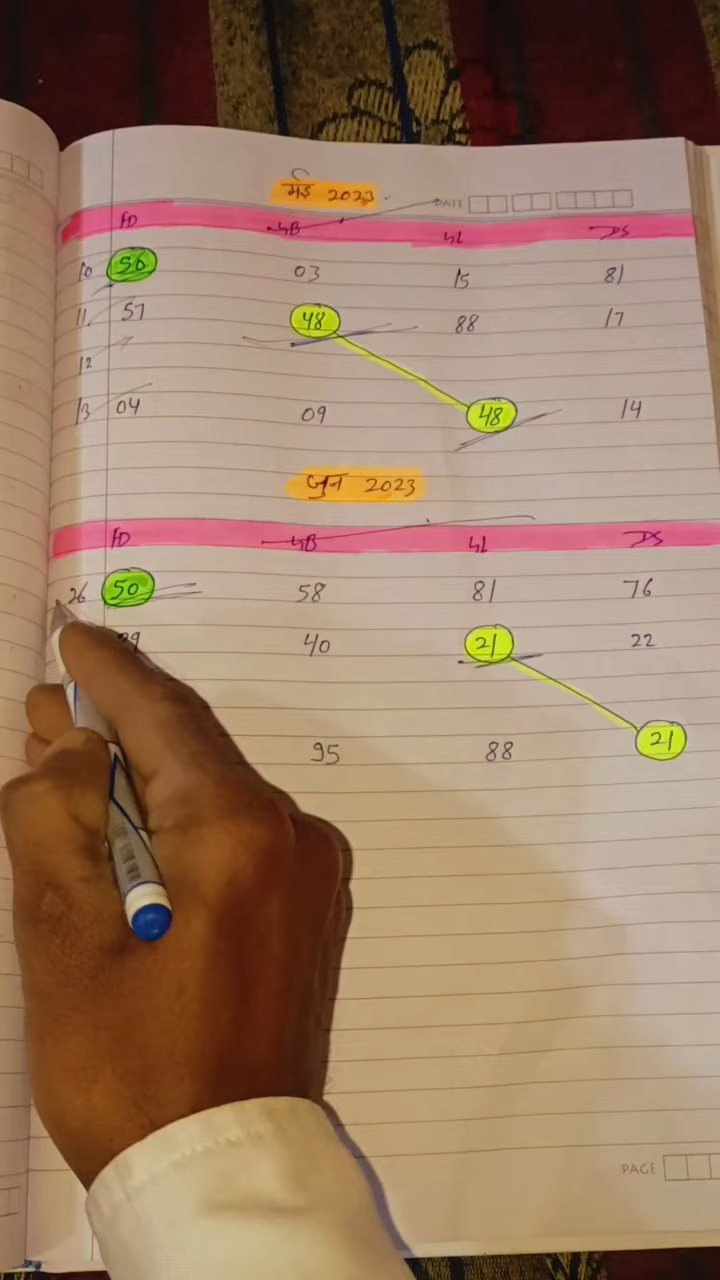 मई 2023
DATE
FD GB GL DS
10 56 03 15 81
11 57 48 88 17
12
13 04 09 48 14
जुन 2023
FD GB GL DS
26 50 58 81 76
40 21 22
95 88 21
PAGE